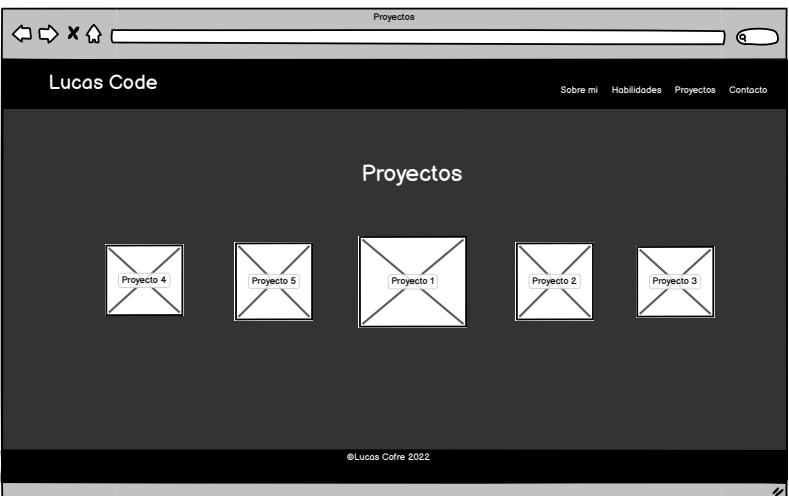 Proyectos
Lucas Code
Sobre mi Habilidades Proyectos Contacto
Proyectos
Proyecto 4 Proyecto 5 Proyecto 1 Proyecto 2 Proyecto 3
©Lucas Cofre 2022